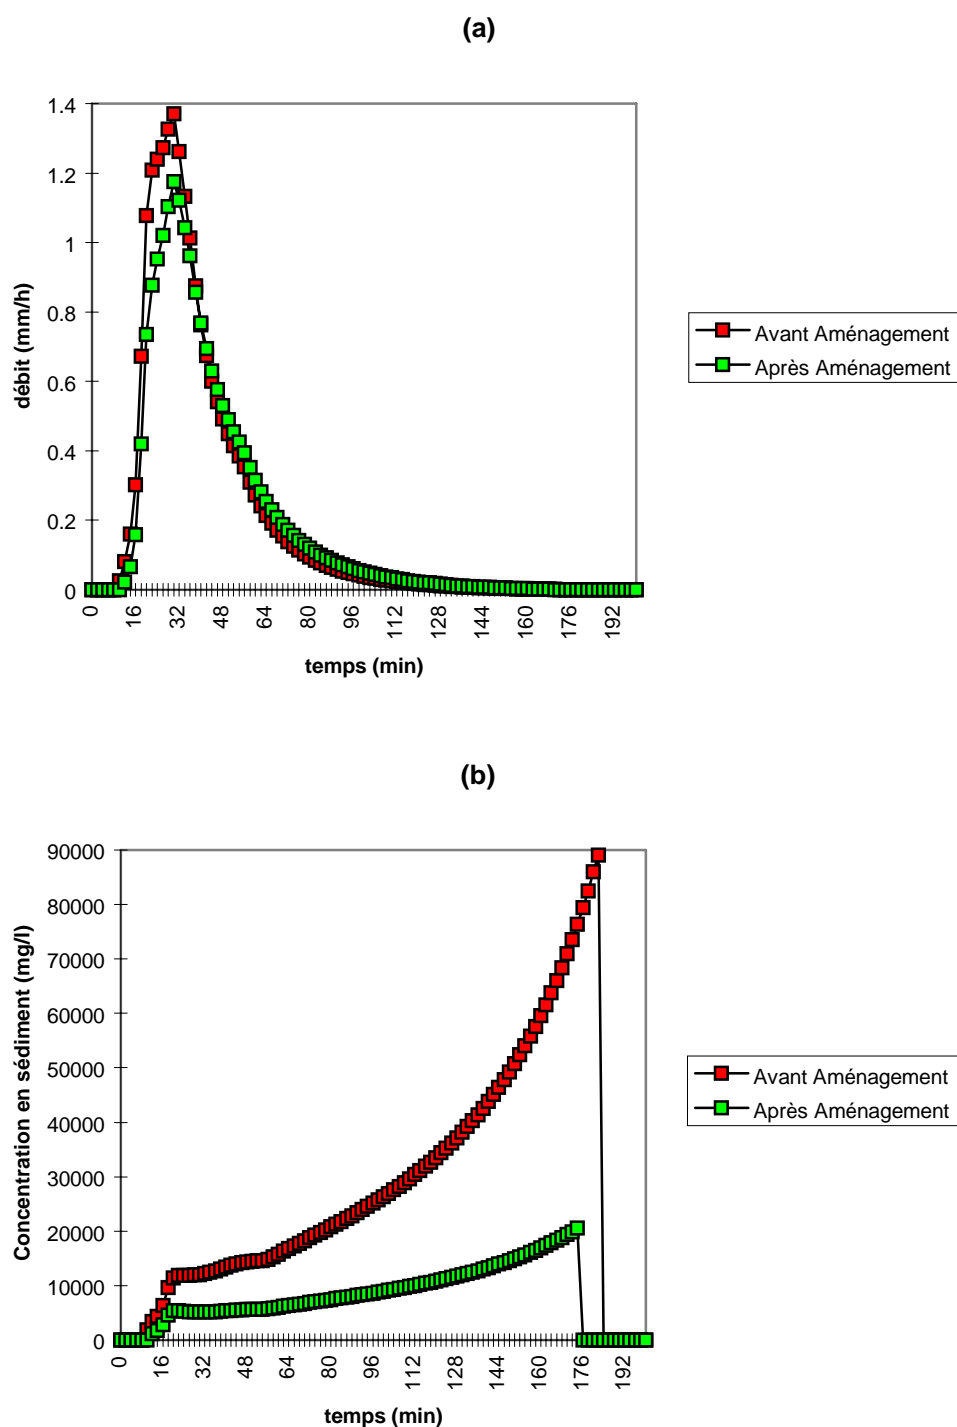 (a)
1.4
1.2
1
0.8
0.6
0.4
0.2
0
débit (mm/h)
0 16 32 48 64 80 96 112 128 144 160 176 192
temps (min)
Avant Aménagement
Après Aménagement
(b)
90000
80000
70000
60000
50000
40000
30000
20000
10000
0
Concentration en sédiment (mg/l)
0 16 32 48 64 80 96 112 128 144 160 176 192
temps (min)
Avant Aménagement
Après Aménagement